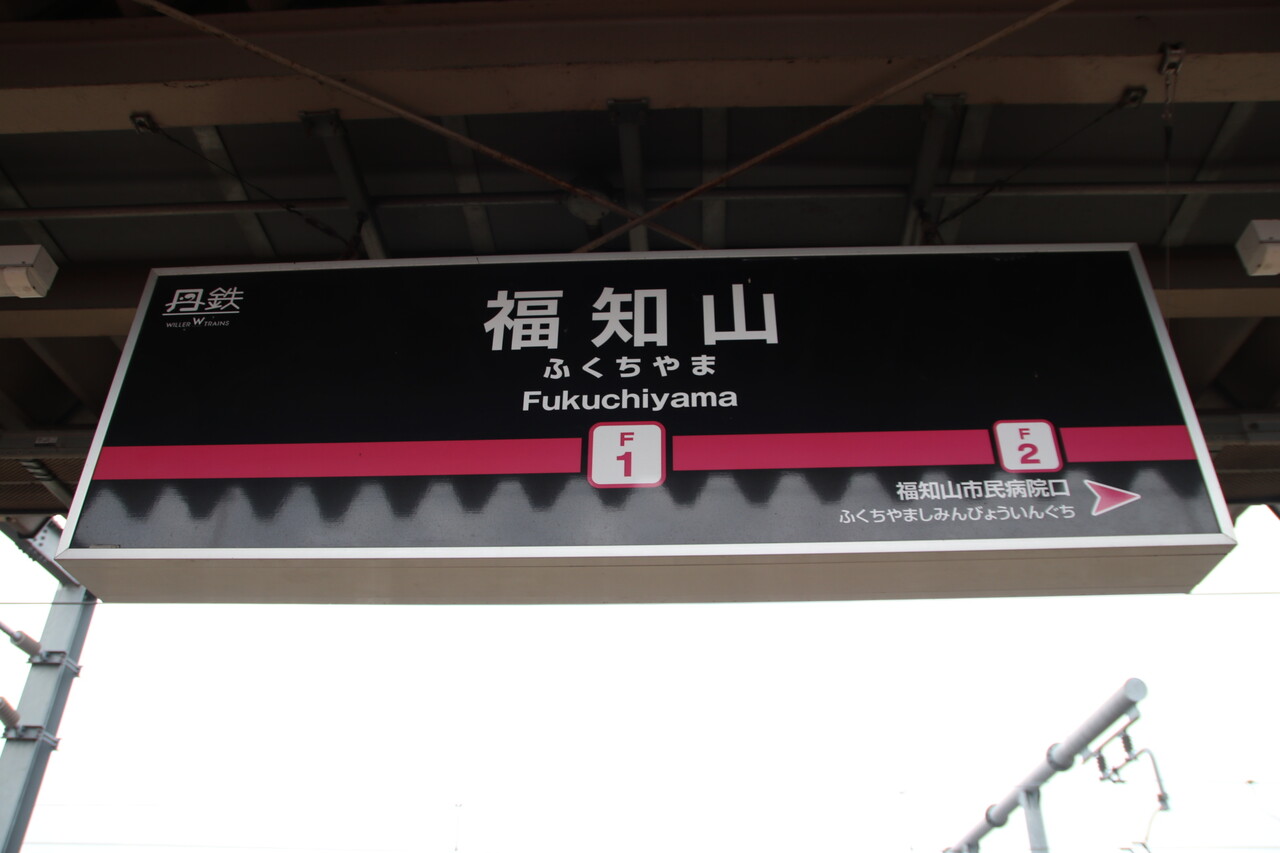 丹鉄
WILLER TRAINS
福知山
ふくちやま
Fukuchiyama
F
1
F
2
福知山市民病院口
ふくちやましみんびょういんぐち